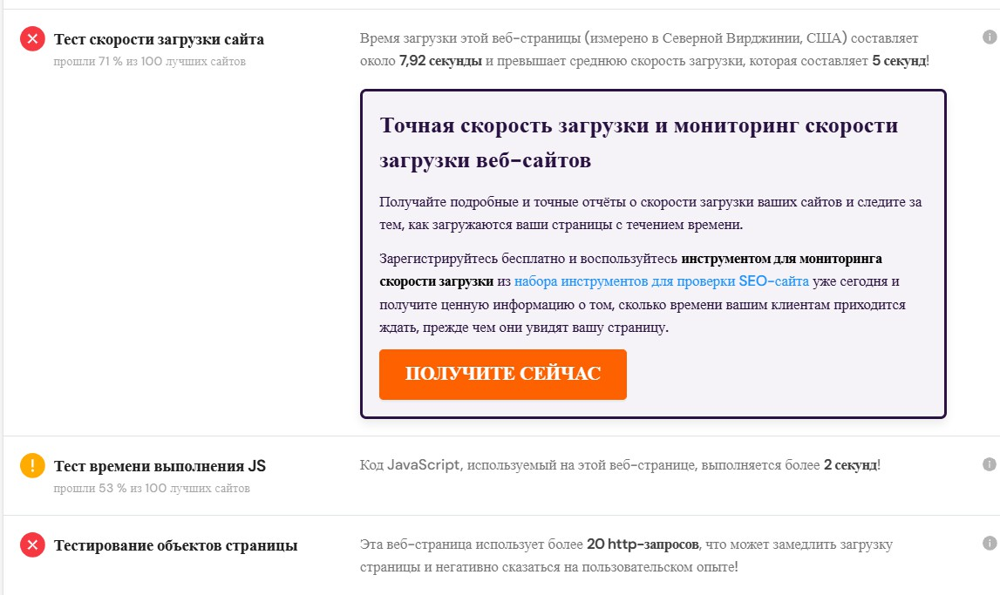 Тест скорости загрузки сайта
прошли 71 % из 100 лучших сайтов
Время загрузки этой веб-страницы (измерено в Северной Вирджинии, США) составляет
около 7,92 секунды и превышает среднюю скорость загрузки, которая составляет 5 секунд!
Точная скорость загрузки и мониторинг скорости
загрузки веб-сайтов
Получайте подробные и точные отчёты о скорости загрузки ваших сайтов и следите за
тем, как загружаются ваши страницы с течением времени.
Зарегистрируйтесь бесплатно и воспользуйтесь инструментом для мониторинга
скорости загрузки из набора инструментов для проверки SEO-сайта уже сегодня и
получите ценную информацию о том, сколько времени вашим клиентам приходится
ждать, прежде чем они увидят вашу страницу.
ПОЛУЧИТЕ СЕЙЧАС
Тест времени выполнения JS
прошли 53 % из 100 лучших сайтов
Код JavaScript, используемый на этой веб-странице, выполняется более 2 секунд!
Тестирование объектов страницы
Эта веб-страница использует более 20 http-запросов, что может замедлить загрузку
страницы и негативно сказаться на пользовательском опыте!